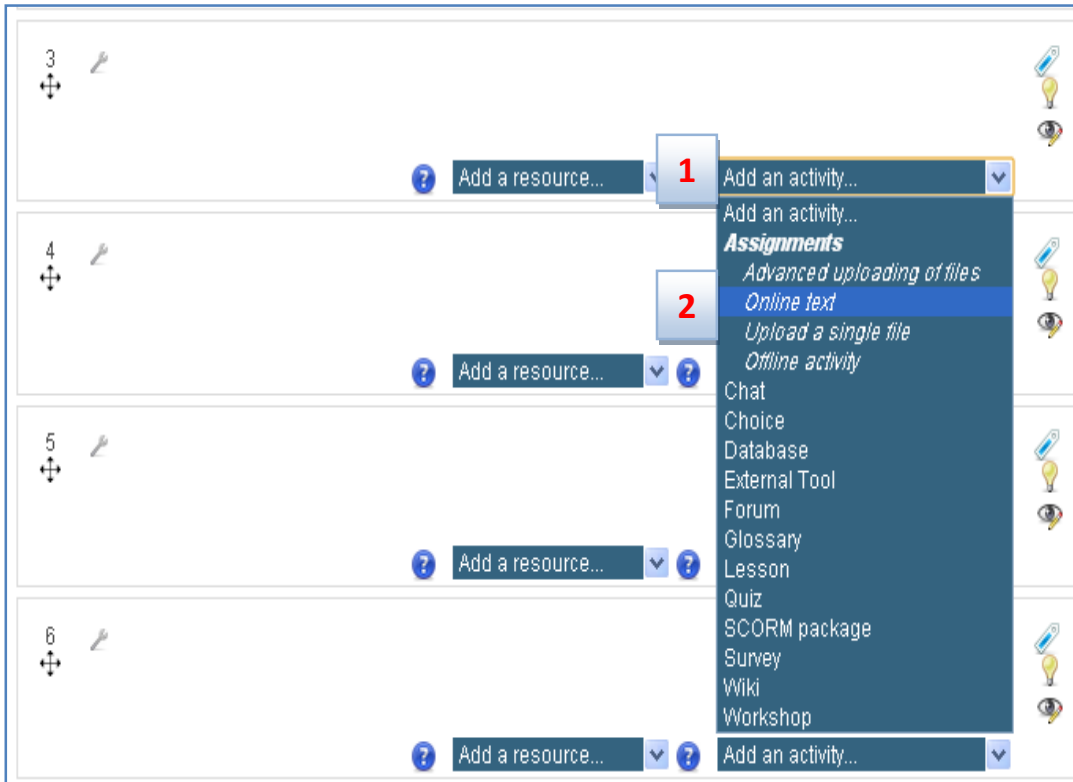 3
Add a resource...
1
Add an activity...
Add an activity...
Assignments
Advanced uploading of files
2
Online text
Upload a single file
Offline activity
Chat
Choice
Database
External Tool
Forum
Glossary
Lesson
Quiz
SCORM package
Survey
Wiki
Workshop
4
Add a resource...
5
Add a resource...
6
Add a resource...
Add an activity...